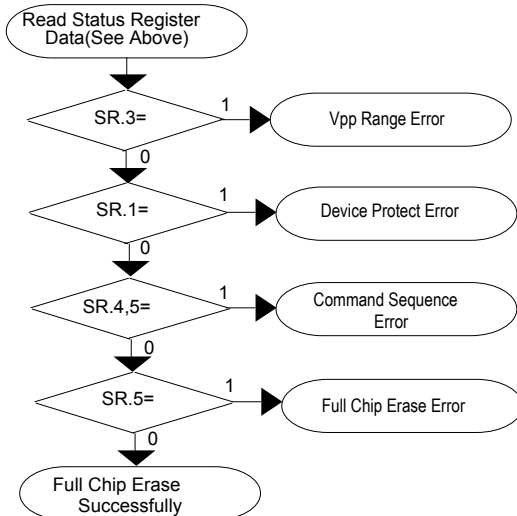 Read Status Register
Data(See Above)
SR.3=
1
Vpp Range Error
0
SR.1=
1
Device Protect Error
0
SR.4,5=
1
Command Sequence
Error
0
SR.5=
1
Full Chip Erase Error
0
Full Chip Erase
Successfully